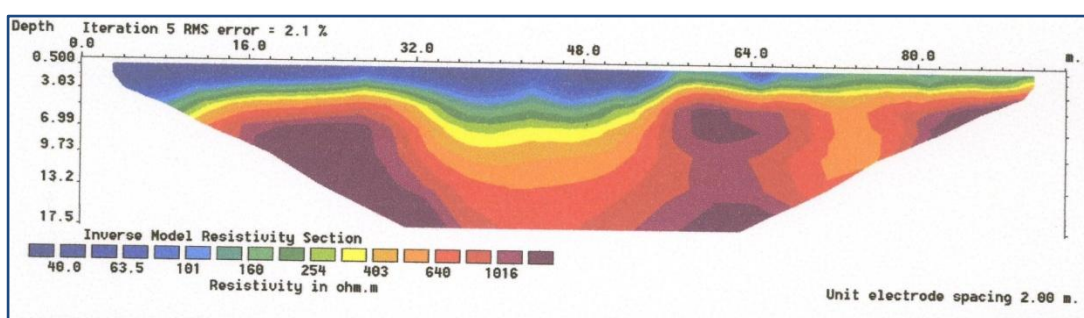 Depth Iteration 5 RMS error = 2.1 %
0.0 16.0 32.0 48.0 64.0 80.0 m.
0.500
3.03
6.99
9.73
13.2
17.5
Inverse Model Resistivity Section
40.0 63.5 101 160 254 403 640 1016
Resistivity in ohm.m
Unit electrode spacing 2.00 m.